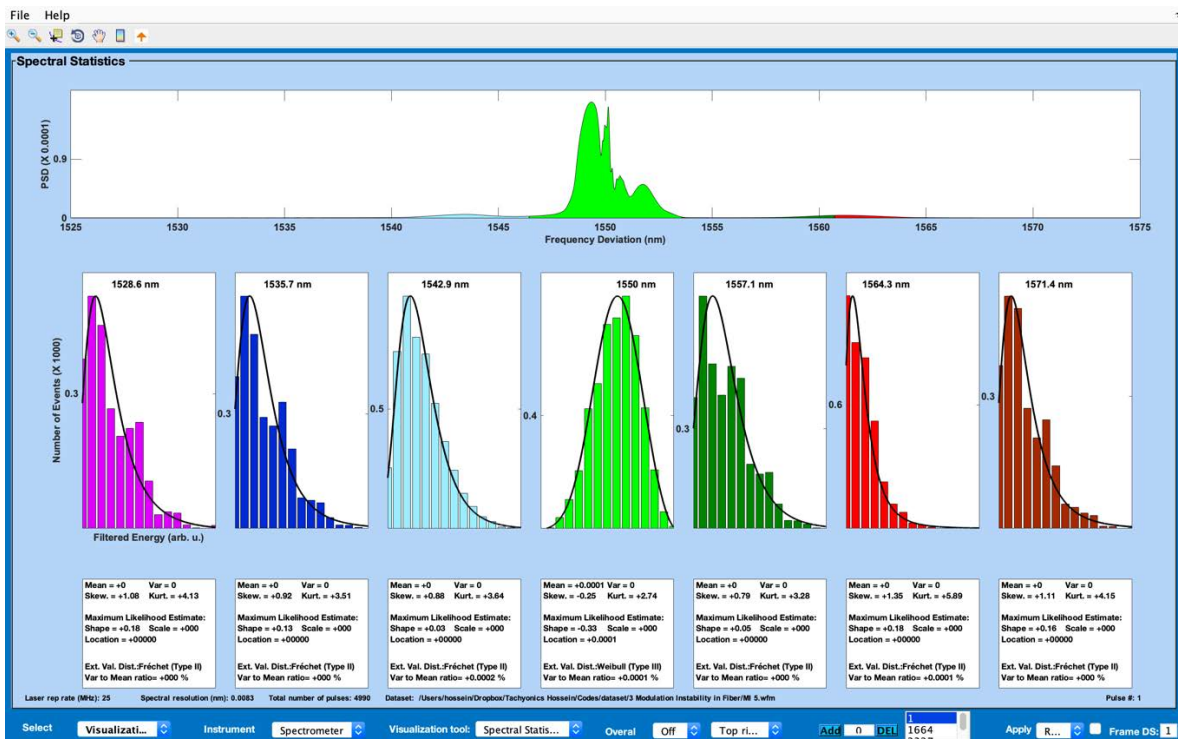 File Help
Spectral Statistics
PSD (X 0.0001)
0.9
0
1525 1530 1535 1540 1545 1550 1555 1560 1565 1570 1575
Frequency Deviation (nm)
1528.6 nm 1535.7 nm 1542.9 nm 1550 nm 1557.1 nm 1564.3 nm 1571.4 nm
Number of Events (X 1000)
0.3 0.3 0.5 0.4 0.3 0.6 0.3
Filtered Energy (arb. u.)
Mean = +0 Var = 0
Skew. = +1.08 Kurt. = +4.13
Maximum Likelihood Estimate:
Shape = +0.18 Scale = +000
Location = +00000
Ext. Val. Dist.:Fréchet (Type II)
Var to Mean ratio= +000 %
Mean = +0 Var = 0
Skew. = +0.92 Kurt. = +3.51
Maximum Likelihood Estimate:
Shape = +0.13 Scale = +000
Location = +00000
Ext. Val. Dist.:Fréchet (Type II)
Var to Mean ratio= +000 %
Mean = +0 Var = 0
Skew. = +0.88 Kurt. = +3.64
Maximum Likelihood Estimate:
Shape = +0.03 Scale = +000
Location = +00000
Ext. Val. Dist.:Fréchet (Type II)
Var to Mean ratio= +0.0002 %
Mean = +0.0001 Var = 0
Skew. = -0.25 Kurt. = +2.74
Maximum Likelihood Estimate:
Shape = -0.33 Scale = +000
Location = +0.0001
Ext. Val. Dist.:Weibull (Type III)
Var to Mean ratio= +0.0001 %
Mean = +0 Var = 0
Skew. = +0.79 Kurt. = +3.28
Maximum Likelihood Estimate:
Shape = +0.05 Scale = +000
Location = +00000
Ext. Val. Dist.:Fréchet (Type II)
Var to Mean ratio= +000 %
Mean = +0 Var = 0
Skew. = +1.35 Kurt. = +5.89
Maximum Likelihood Estimate:
Shape = +0.18 Scale = +000
Location = +00000
Ext. Val. Dist.:Fréchet (Type II)
Var to Mean ratio= +0.0001 %
Mean = +0 Var = 0
Skew. = +1.11 Kurt. = +4.15
Maximum Likelihood Estimate:
Shape = +0.16 Scale = +000
Location = +00000
Ext. Val. Dist.:Fréchet (Type II)
Var to Mean ratio= +000 %
Laser rep rate (MHz): 25 Spectral resolution (nm): 0.0083 Total number of pulses: 4990 Dataset: /Users/hossein/Dropbox/Tachyonics Hossein/Codes/dataset/3 Modulation Instability in Fiber/MI 5.wfm Pulse #: 1
Select Visualizati... Instrument Spectrometer Visualization tool: Spectral Statis... Overal Off Top ri... Add 0 DEL 1 Apply R... Frame DS: 1
1664